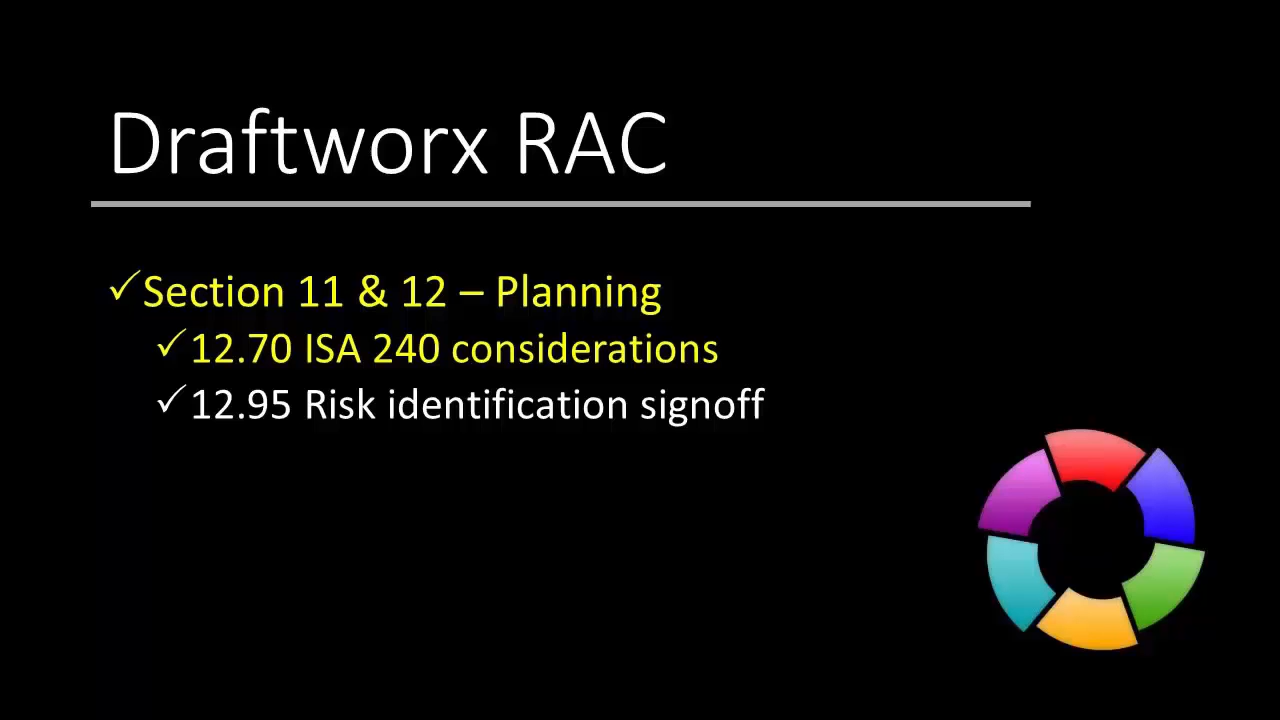 Draftworx RAC
✓Section 11 & 12 – Planning
✓12.70 ISA 240 considerations
✓12.95 Risk identification signoff